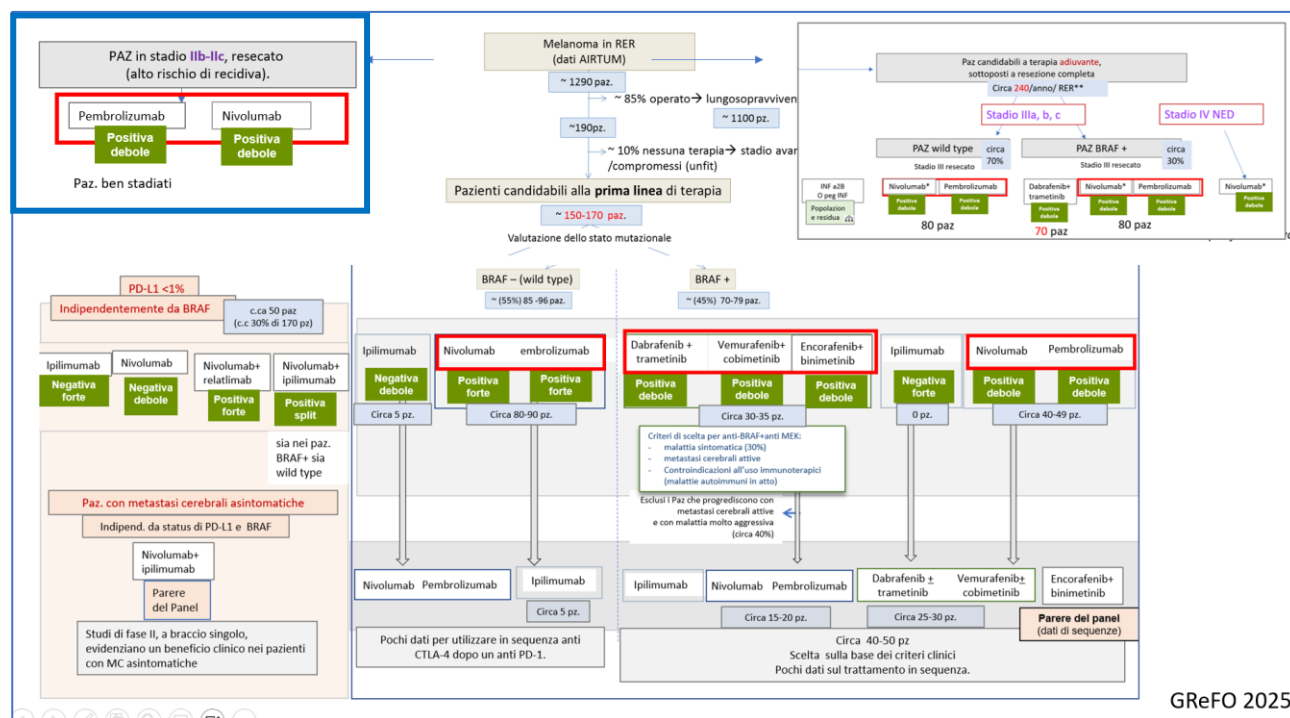 PAZ in stadio IIb-IIc, resecato
(alto rischio di recidiva).
Pembrolizumab
Nivolumab
Positiva
debole
Positiva
debole
Paz. ben stadiati
Melanoma in RER
(dati AIRTUM)
~ 1290 paz.
~ 85% operato→ lungosopravviven
~ 1100 pz.
~190pz.
~ 10% nessuna terapia→ stadio avar
/compromessi (unfit)
Pazienti candidabili alla prima linea di terapia
~ 150-170 paz.
Valutazione dello stato mutazionale
Paz candidabili a terapia adiuvante,
sottoposti a resezione completa
Circa 240/anno/ RER**
Stadio IIIa, b, c
Stadio IV NED
PAZ wild type
circa
70%
Stadio III resecato
PAZ BRAF +
circa
30%
Stadio III resecato
INF a2B
O peg INF
Popolazion
e residua
Nivolumab*
Pembrolizumab
Positiva
debole
Positiva
debole
80 paz
Dabrafenib+
trametinib
Positiva
debole
70 paz
Nivolumab*
Pembrolizumab
Positiva
debole
Positiva
debole
80 paz
Nivolumab*
Positiva
debole
PD-L1 <1%
Indipendentemente da BRAF
c.ca 50 paz
(c.c 30% di 170 pz)
Ipilimumab
Negativa
forte
Nivolumab
Negativa
debole
Nivolumab+
relatlimab
Positiva
forte
Nivolumab+
ipilimumab
Positiva
split
sia nei paz.
BRAF+ sia
wild type
Paz. con metastasi cerebrali asintomatiche
Indipend. da status di PD-L1 e BRAF
Nivolumab+
ipilimumab
Parere
del Panel
Studi di fase II, a braccio singolo,
evidenziano un beneficio clinico nei pazienti
con MC asintomatiche
BRAF – (wild type)
~ (55%) 85 -96 paz.
BRAF +
~ (45%) 70-79 paz.
Ipilimumab
Negativa
debole
Circa 5 pz.
Nivolumab
embrolizumab
Positiva
forte
Positiva
forte
Circa 80-90 pz.
Dabrafenib +
trametinib
Vemurafenib+
cobimetinib
Encorafenib+
binimetinib
Positiva
debole
Positiva
debole
Positiva
debole
Circa 30-35 pz.
Ipilimumab
Negativa
forte
0 pz.
Nivolumab
Pembrolizumab
Positiva
debole
Positiva
debole
Circa 40-49 pz.
Criteri di scelta per anti-BRAF+anti MEK:
- malattia sintomatica (30%)
- metastasi cerebrali attive
- Controindicazioni all'uso immunoterapici
(malattie autoimmuni in atto)
Esclusi i Paz che progrediscono con
metastasi cerebrali attive
e con malattia molto aggressiva
(circa 40%)
Nivolumab Pembrolizumab
Ipilimumab
Circa 5 pz.
Pochi dati per utilizzare in sequenza anti
CTLA-4 dopo un anti PD-1.
Ipilimumab
Nivolumab Pembrolizumab
Circa 15-20 pz.
Dabrafenib ±
trametinib
Vemurafenib±
cobimetinib
Circa 25-30 pz.
Encorafenib+
binimetinib
Parere del panel
(dati di sequenze)
Circa 40-50 pz
Scelta sulla base dei criteri clinici
Pochi dati sul trattamento in sequenza.
GReFO 2025